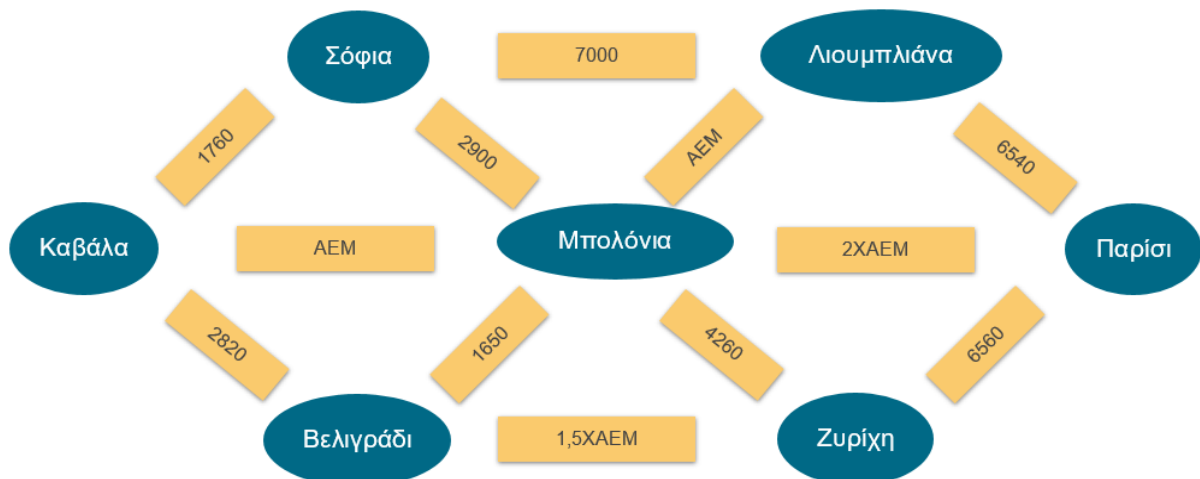 Σόφια
7000
Λιουμπλιάνα
1760
2900
ΑΕΜ
6540
Καβάλα
ΑΕΜ
Μπολόνια
2ΧΑΕΜ
Παρίσι
2820
1650
4260
6560
Βελιγράδι
1,5ΧΑΕΜ
Ζυρίχη